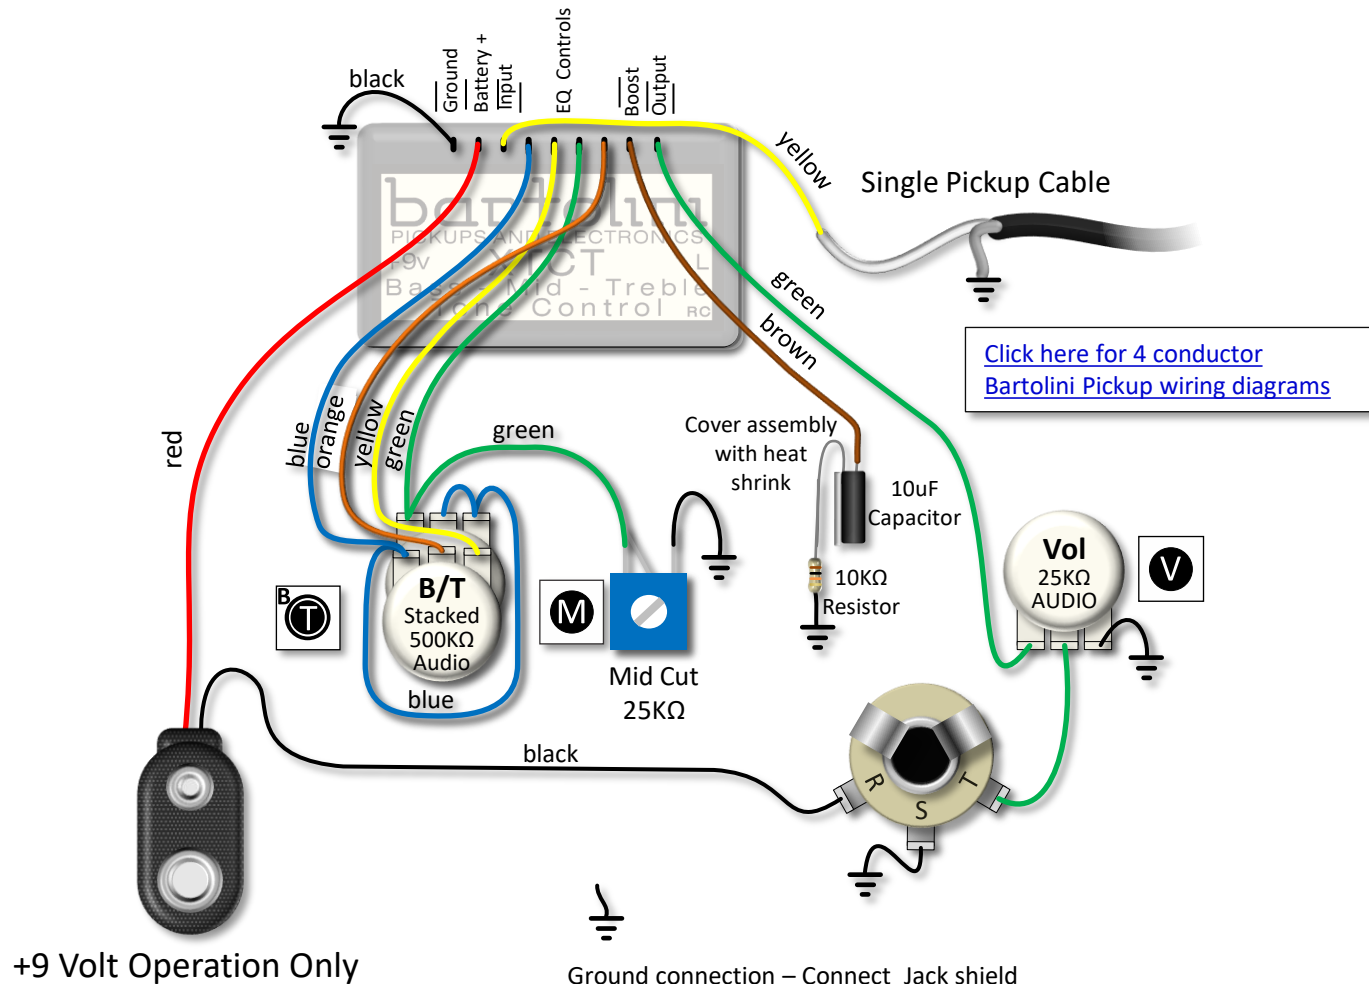 Ground
Battery +
Input
EQ Controls
Boost
Output
black
yellow
Single Pickup Cable
bartolini
PICKUPS AND ELECTRONICS
+9V
XTCT
L
Bass - Mid - Treble
Tone Control
RC
green
brown
Click here for 4 conductor
Bartolini Pickup wiring diagrams
red
blue
orange
yellow
green
green
Cover assembly
with heat
shrink
10uF
Capacitor
10KΩ
Resistor
Vol
25KΩ
AUDIO
V
B
T
B/T
Stacked
500KΩ
Audio
M
Mid Cut
25KΩ
blue
black
R
S
T
+9 Volt Operation Only
Ground connection – Connect Jack shield